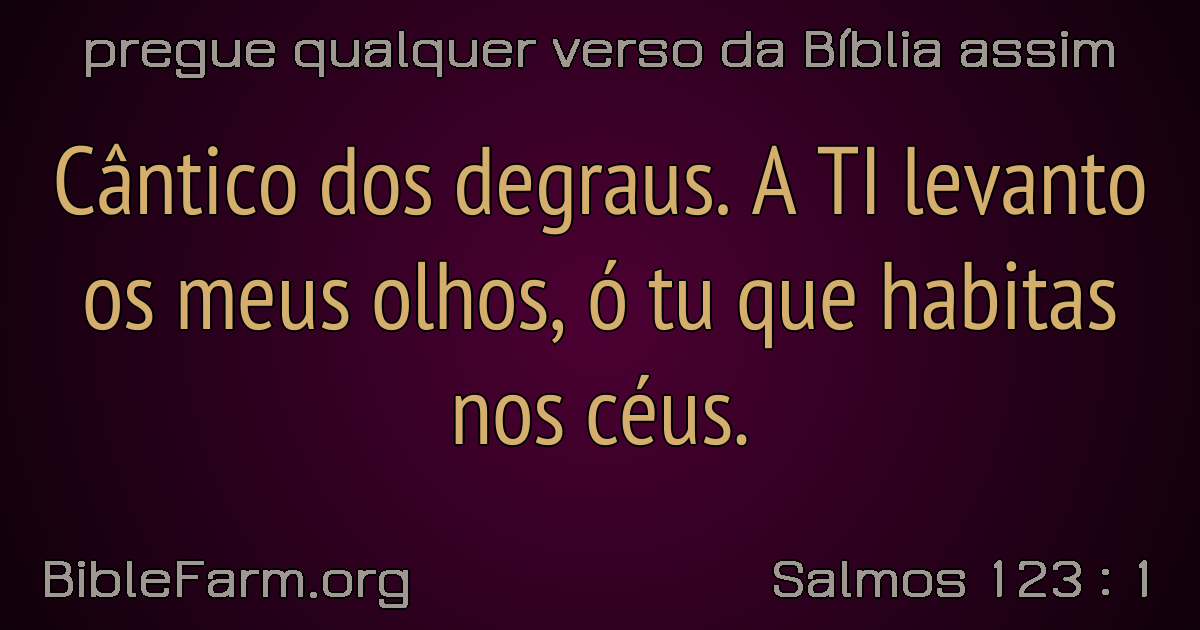 pregue qualquer verso da Bíblia assim
Cântico dos degraus. A TI levanto
os meus olhos, ó tu que habitas
nos céus.
BibleFarm.org
Salmos 123 : 1